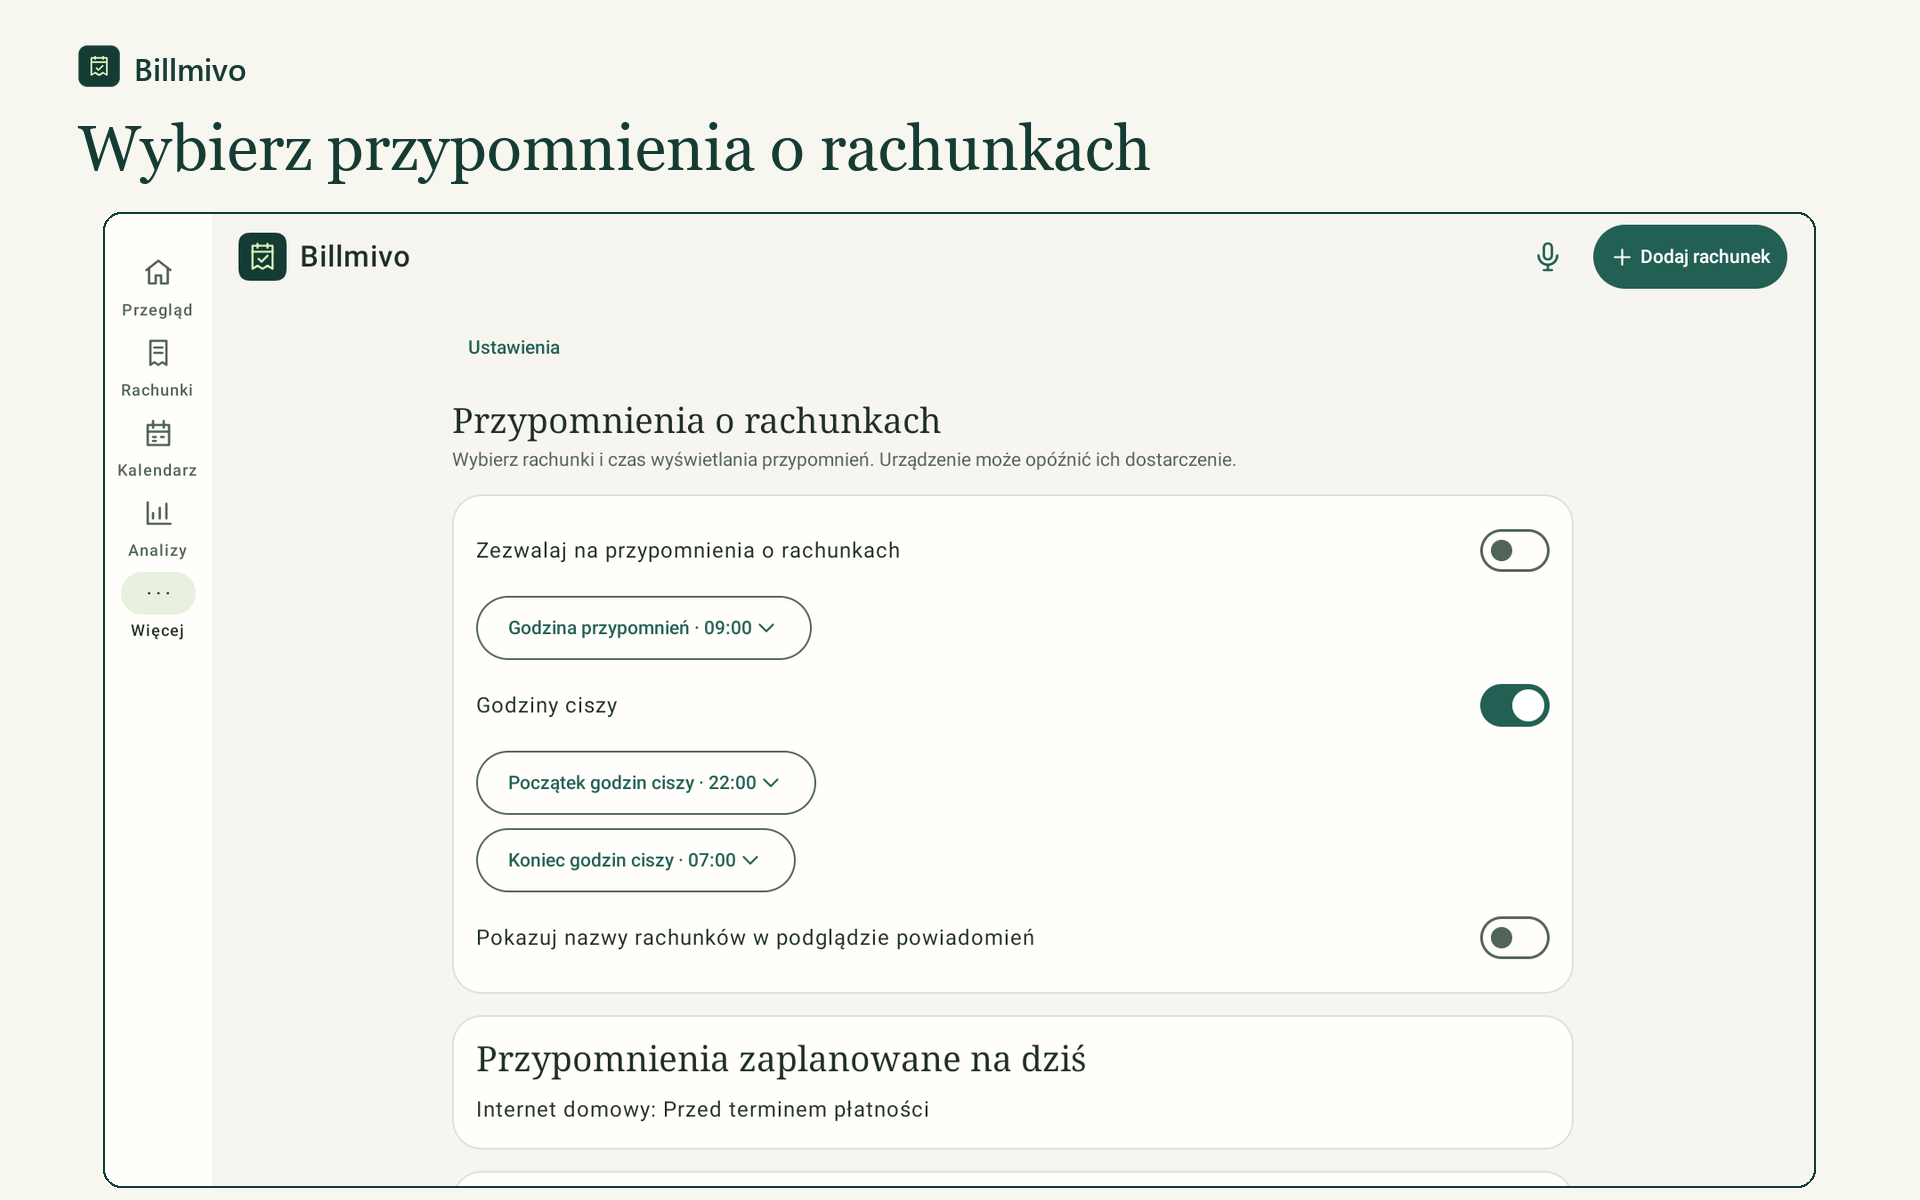 Billmivo
Wybierz przypomnienia o rachunkach
Billmivo
Dodaj rachunek
Przegląd
Rachunki
Kalendarz
Analizy
Więcej
Ustawienia
Przypomnienia o rachunkach
Wybierz rachunki i czas wyświetlania przypomnień. Urządzenie może opóźnić ich dostarczenie.
Zezwalaj na przypomnienia o rachunkach
Godzina przypomnień · 09:00
Godziny ciszy
Początek godzin ciszy · 22:00
Koniec godzin ciszy · 07:00
Pokazuj nazwy rachunków w podglądzie powiadomień
Przypomnienia zaplanowane na dziś
Internet domowy: Przed terminem płatności